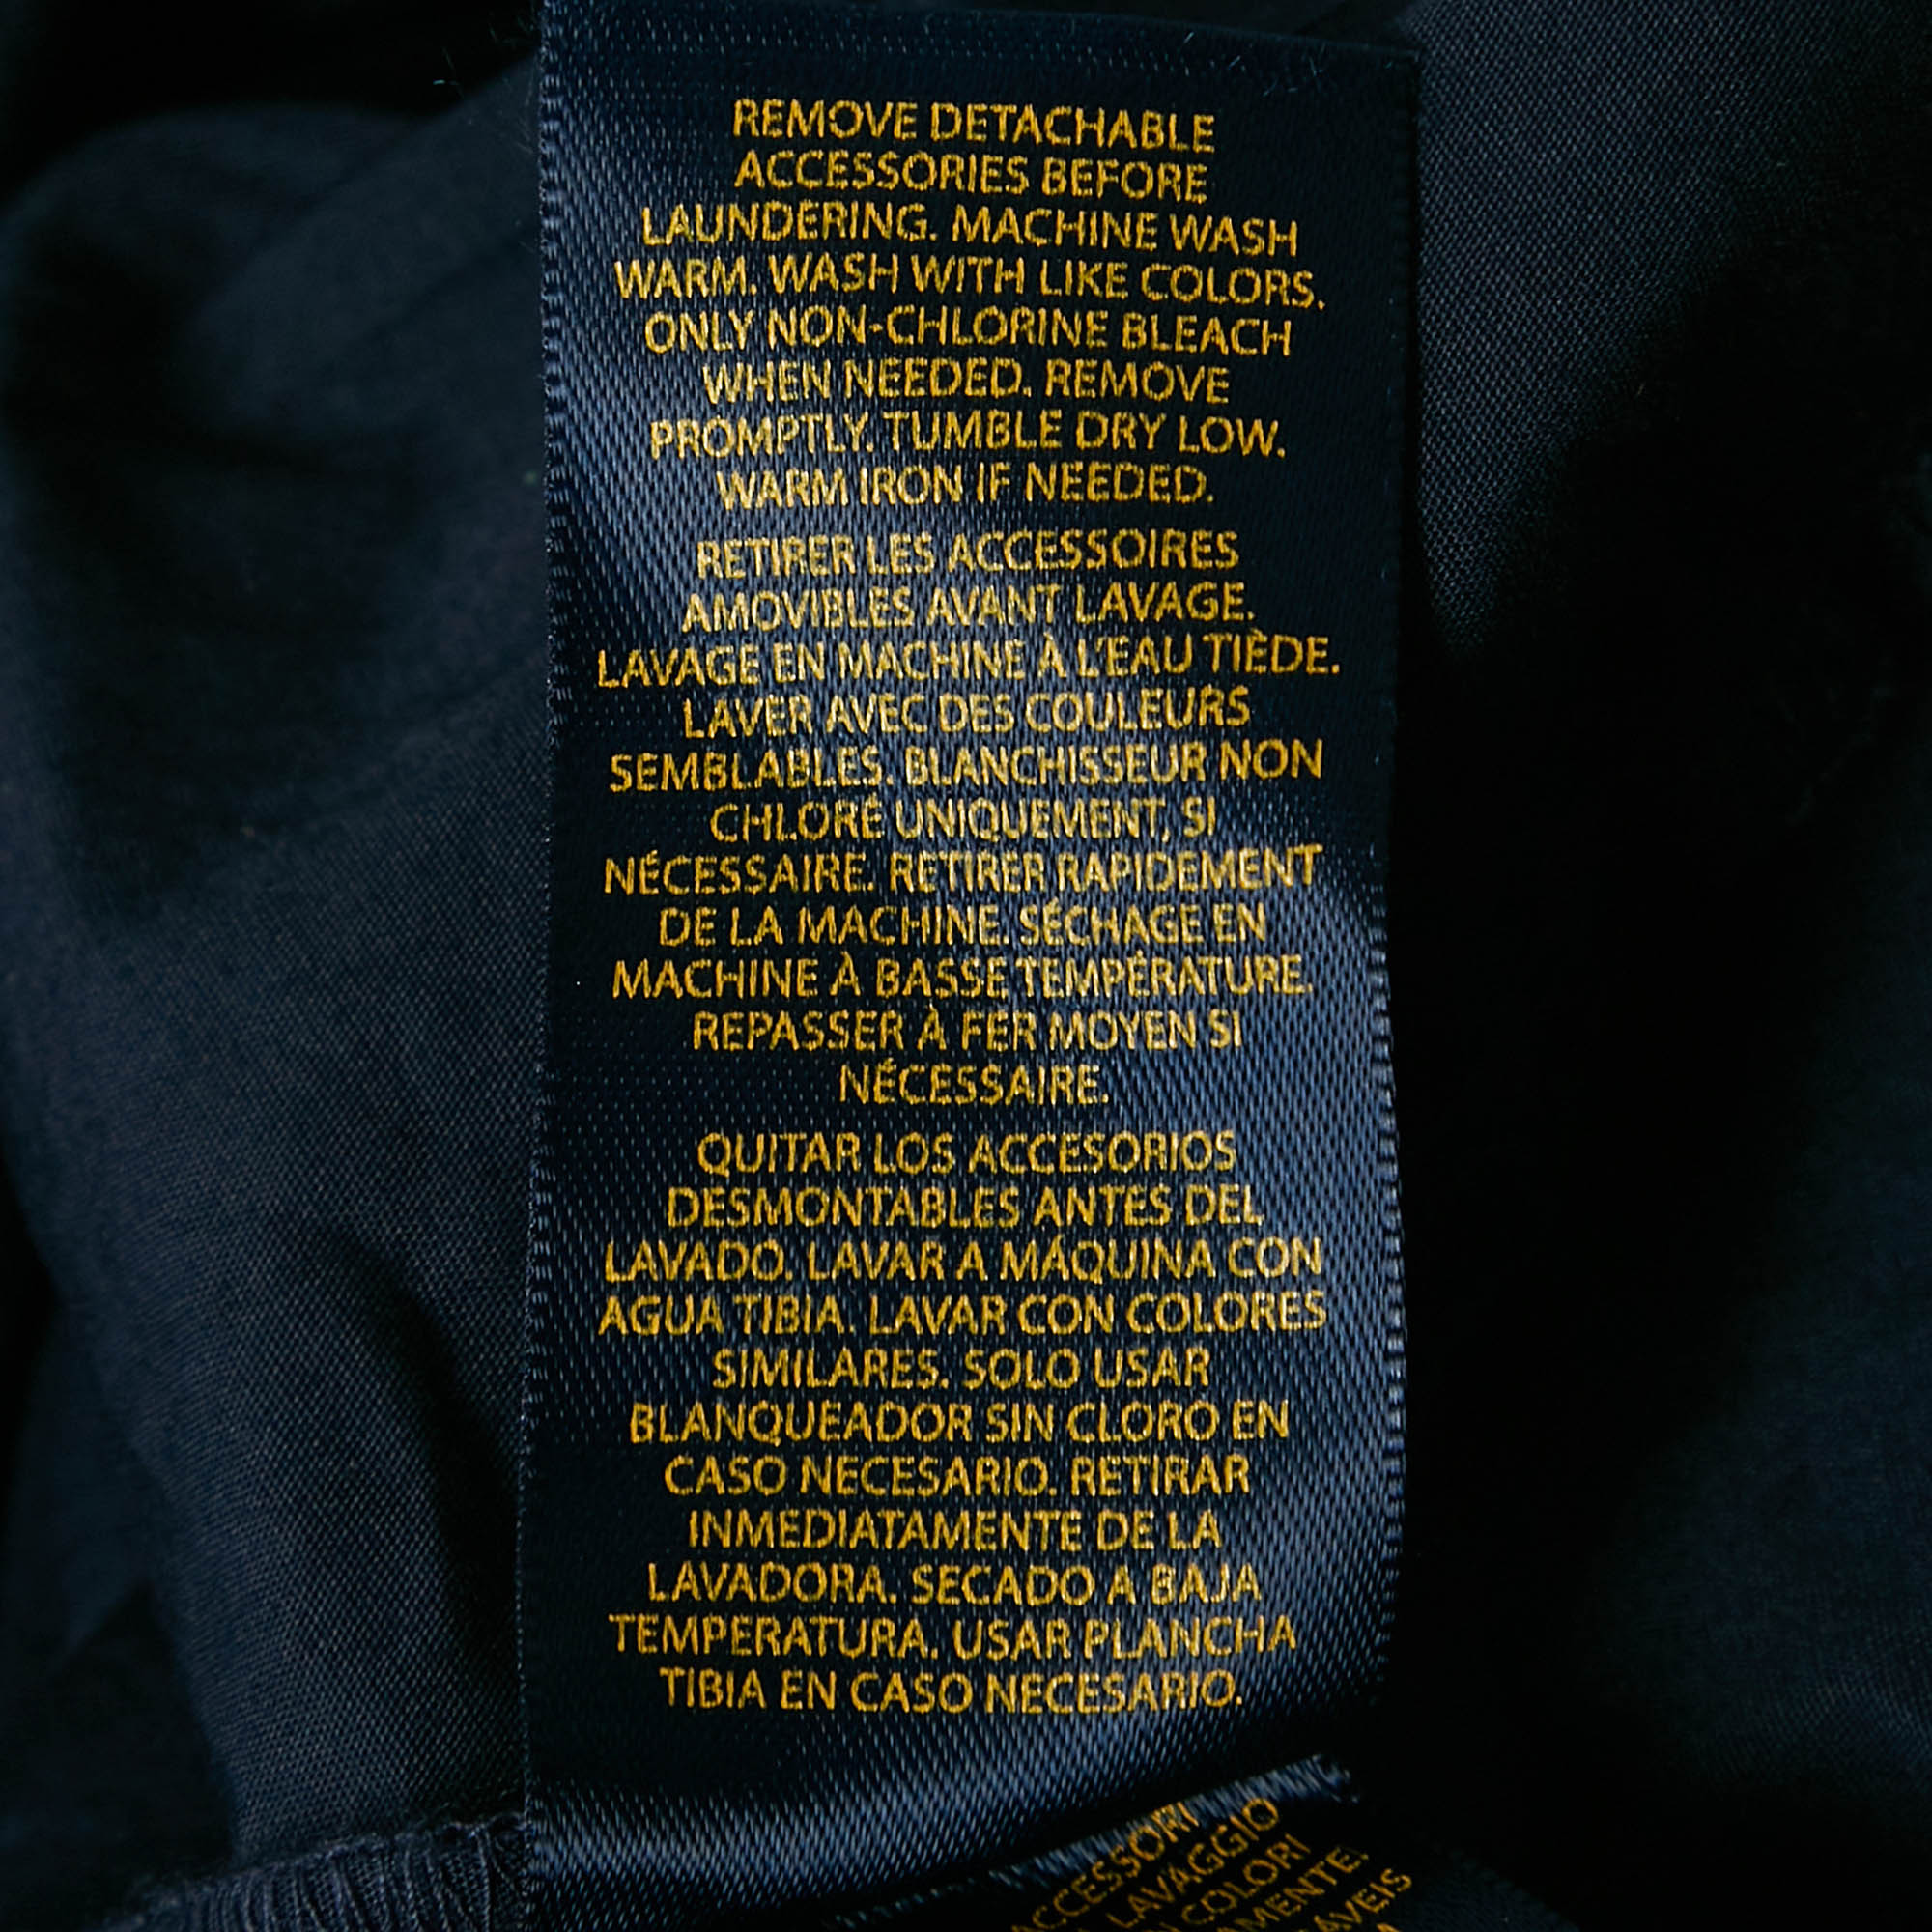 REMOVE DETACHABLE
ACCESSORIES BEFORE
LAUNDERING. MACHINE WASH
WARM. WASH WITH LIKE COLORS.
ONLY NON-CHLORINE BLEACH
WHEN NEEDED. REMOVE
PROMPTLY. TUMBLE DRY LOW.
WARM IRON IF NEEDED.
RETIRER LES ACCESSOIRES
AMOVIBLES AVANT LAVAGE.
LAVAGE EN MACHINE À L'EAU TIÈDE.
LAVER AVEC DES COULEURS
SEMBLABLES. BLANCHISSEUR NON
CHLORÉ UNIQUEMENT, SI
NÉCESSAIRE. RETIRER RAPIDEMENT
DE LA MACHINE. SÉCHAGE EN
MACHINE À BASSE TEMPÉRATURE.
REPASSER À FER MOYEN SI
NÉCESSAIRE.
QUITAR LOS ACCESORIOS
DESMONTABLES ANTES DEL
LAVADO. LAVAR A MÁQUINA CON
AGUA TIBIA. LAVAR CON COLORES
SIMILARES. SOLO USAR
BLANQUEADOR SIN CLORO EN
CASO NECESARIO. RETIRAR
INMEDIATAMENTE DE LA
LAVADORA. SECADO A BAJA
TEMPERATURA. USAR PLANCHA
TIBIA EN CASO NECESARIO.
ACCESSORI
LAVAGGIO
COLORI